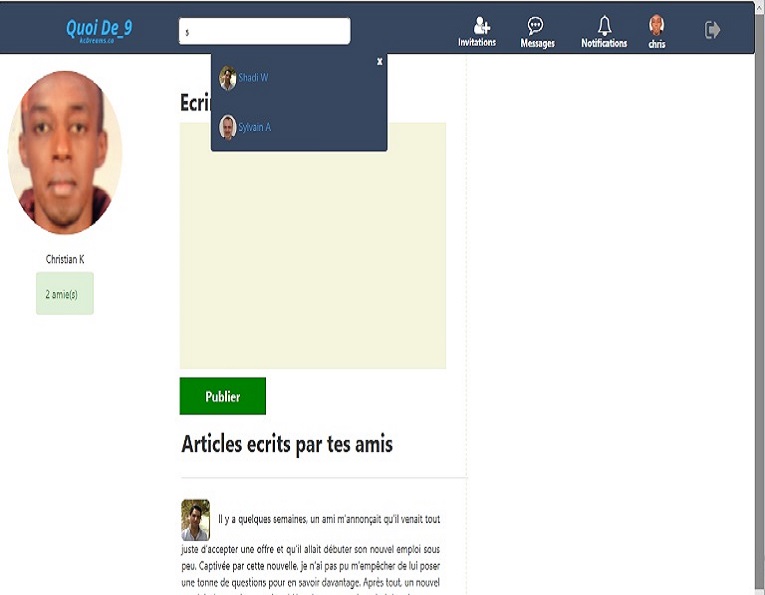 Quoi De_9
kcDreams.ca
s
Invitations
Messages
Notifications
chris
x
Shadi W
Sylvain A
Ecri
Christian K
2 amie(s)
Publier
Articles ecrits par tes amis
Il y a quelques semaines, un ami m'annonçait qu'il venait tout
juste d'accepter une offre et qu'il allait débuter son nouvel emploi sous
peu. Captivée par cette nouvelle, je n'ai pas pu m'empêcher de lui poser
une tonne de questions pour en savoir davantage. Après tout, un nouvel